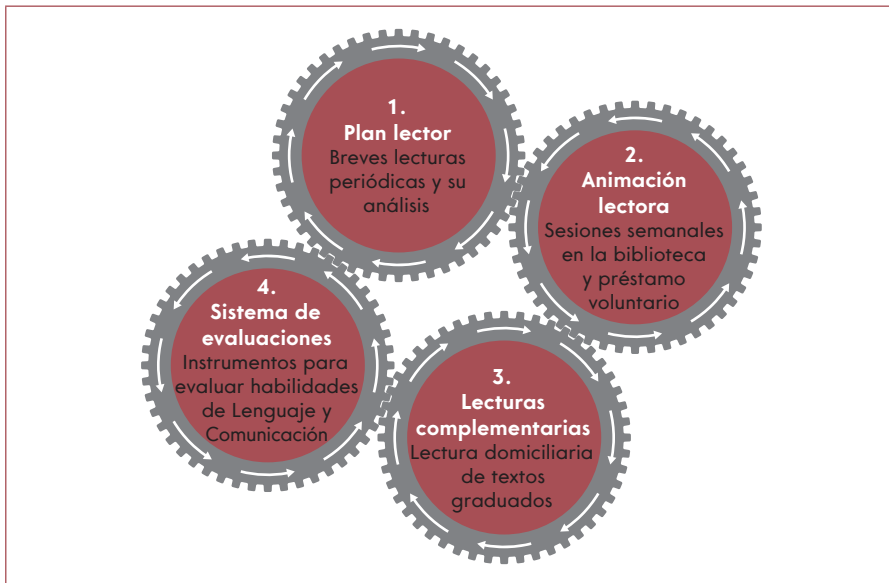 1.
Plan lector
Breves lecturas
periódicas y su
análisis
2.
Animación
lectora
Sesiones semanales
en la biblioteca
y préstamo
voluntario
3.
Lecturas
complementarias
Lectura domiciliaria
de textos
graduados
4.
Sistema de
evaluaciones
Instrumentos para
evaluar habilidades
de Lenguaje y
Comunicación